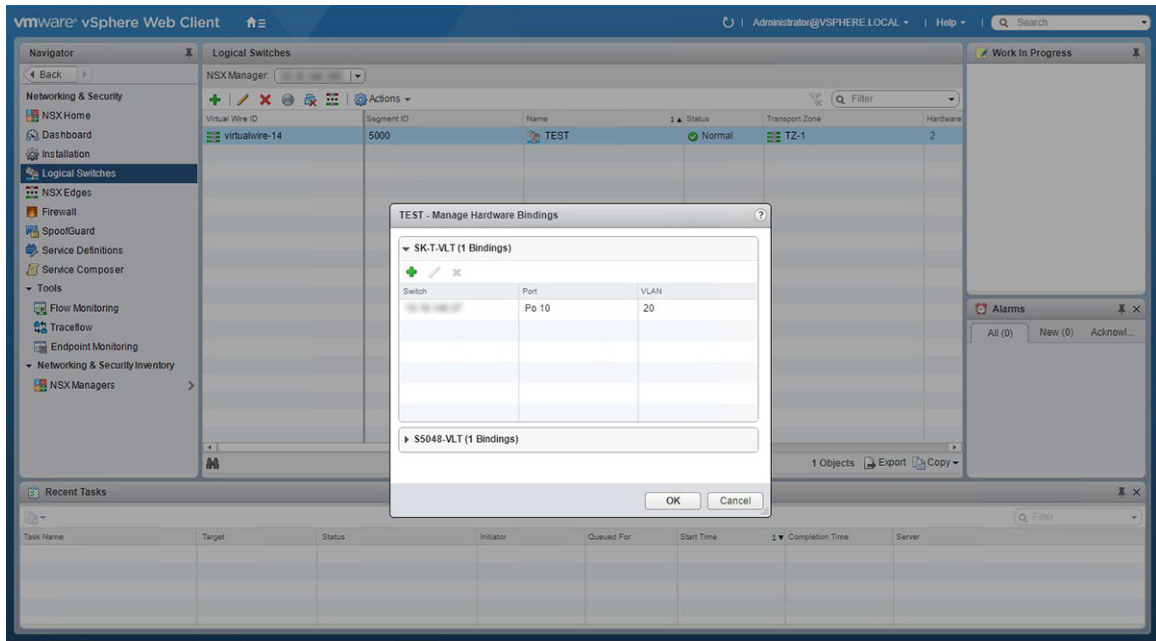 vmware® vSphere Web Client
Administrator@VSPHERE.LOCAL | Help | Search
Navigator
Back
Networking & Security
NSX Home
Dashboard
Installation
Logical Switches
NSX Edges
Firewall
SpoofGuard
Service Definitions
Service Composer
Tools
Flow Monitoring
Traceflow
Endpoint Monitoring
Networking & Security Inventory
NSX Managers
Logical Switches
NSX Manager:
Actions
Filter
Virtual Wire ID Segment ID Name 1 Status Transport Zone Hardware
virtualwire-14 5000 TEST Normal TZ-1 2
TEST - Manage Hardware Bindings ?
SK-T-VLT (1 Bindings)
Switch Port VLAN
Po 10 20
S5048-VLT (1 Bindings)
OK Cancel
1 Objects Export Copy
Work In Progress
Alarms
All (0) New (0) Acknowl...
Recent Tasks
Filter
Task Name Target Status Initiator Queued For Start Time 1 Completion Time Server